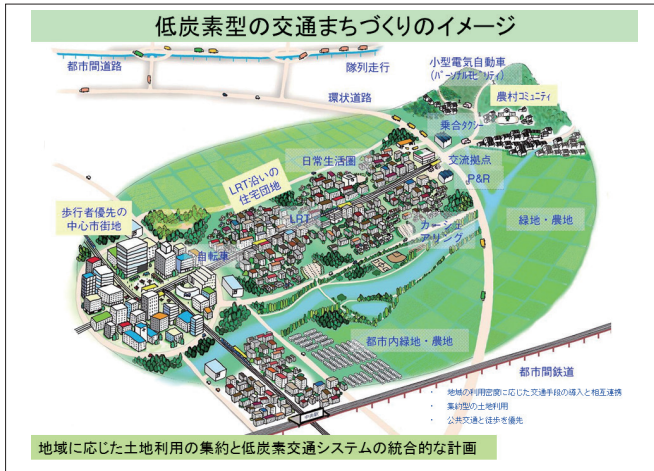 低炭素型の交通まちづくりのイメージ
都市間道路
隊列走行
小型電気自動車
(パーソナルモビリティ)
環状道路
農村コミュニティ
乗合タクシー
日常生活圏
交流拠点
LRT沿いの
住宅団地
P&R
歩行者優先の
中心市街地
LRT
カーシェ
アリング
緑地・農地
自転車
都市内緑地・農地
都市間鉄道
・ 地域の利用密度に応じた交通手段の導入と相互連携
・ 集約型の土地利用
・ 公共交通と徒歩を優先
地域に応じた土地利用の集約と低炭素交通システムの統合的な計画